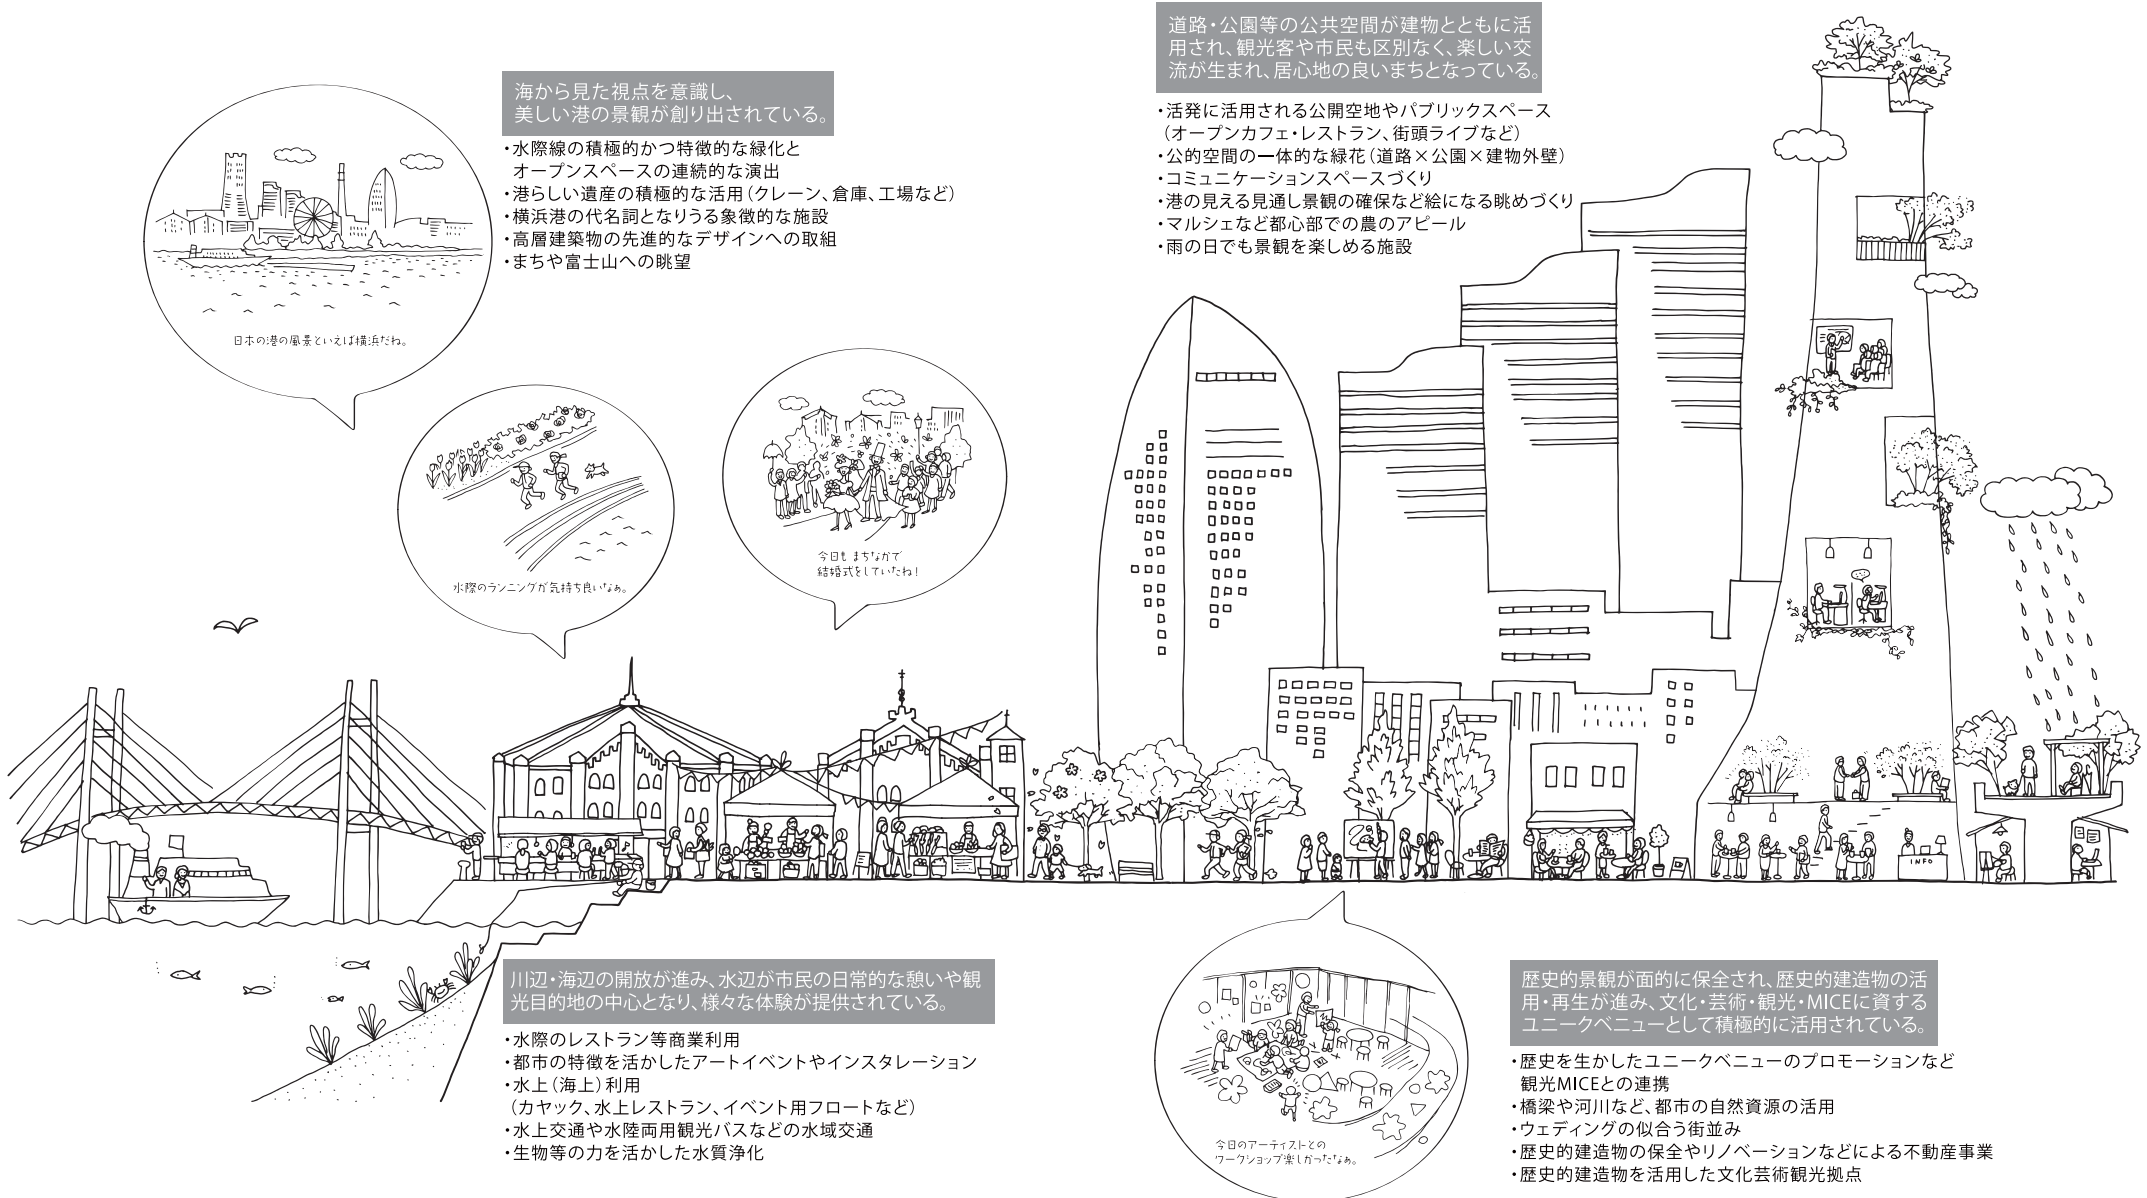 海から見た視点を意識し、
美しい港の景観が創り出されている。
・水際線の積極的かつ特徴的な緑化と
オープンスペースの連続的な演出
・港らしい遺産の積極的な活用(クレーン、倉庫、工場など)
・横浜港の代名詞となりうる象徴的な施設
・高層建築物の先進的なデザインへの取組
・まちや富士山への眺望
日本の港の風景といえば横浜だね。
水際のランニングが気持ち良いなぁ。
今日も まちなかで
結婚式をしていたね!
道路・公園等の公共空間が建物とともに活
用され、観光客や市民も区別なく、楽しい交
流が生まれ、居心地の良いまちとなっている。
・活発に活用される公開空地やパブリックスペース
(オープンカフェ・レストラン、街頭ライブなど)
・公的空間の一体的な緑花(道路×公園×建物外壁)
・コミュニケーションスペースづくり
・港の見える見通し景観の確保など絵になる眺めづくり
・マルシェなど都心部での農のアピール
・雨の日でも景観を楽しめる施設
INFO
川辺・海辺の開放が進み、水辺が市民の日常的な憩いや観
光目的地の中心となり、様々な体験が提供されている。
・水際のレストラン等商業利用
・都市の特徴を活かしたアートイベントやインスタレーション
・水上(海上)利用
(カヤック、水上レストラン、イベント用フロートなど)
・水上交通や水陸両用観光バスなどの水域交通
・生物等の力を活かした水質浄化
今日のアーティストとの
ワークショップ楽しかったなぁ。
歴史的景観が面的に保全され、歴史的建造物の活
用・再生が進み、文化・芸術・観光・MICEに資する
ユニークベニューとして積極的に活用されている。
・歴史を生かしたユニークベニューのプロモーションなど
観光MICEとの連携
・橋梁や河川など、都市の自然資源の活用
・ウェディングの似合う街並み
・歴史的建造物の保全やリノベーションなどによる不動産事業
・歴史的建造物を活用した文化芸術観光拠点